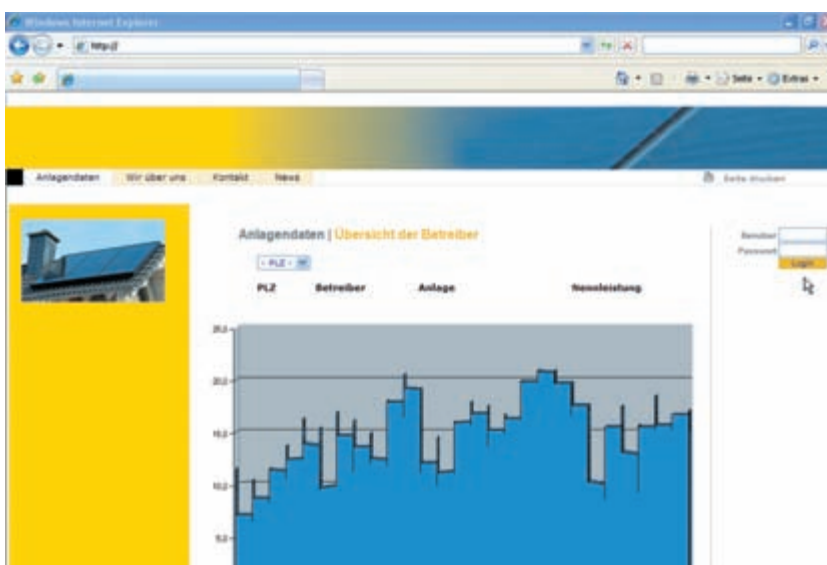 Windows Internet Explorer
http://
Seite Extras
Anlagendaten Wir über uns Kontakt News Seite drucken
Anlagendaten | Übersicht der Betreiber
Benutzer
Passwort
Login
- PLZ -
PLZ Betreiber Anlage Nennleistung
25,0
20,0
15,0
10,0
5,0